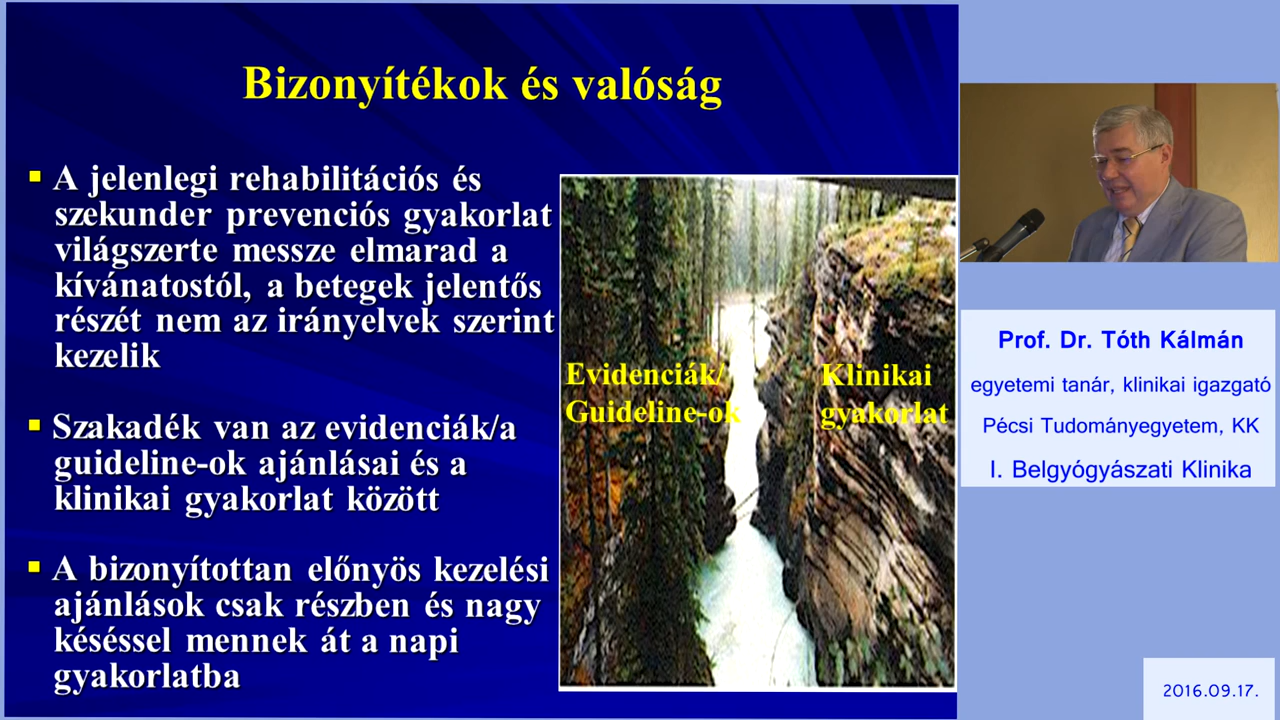 Bizonyítékok és valóság
A jelenlegi rehabilitációs és
szekunder prevenciós gyakorlat
világszerte messze elmarad a
kívánatostól, a betegek jelentős
részét nem az irányelvek szerint
kezelik
Szakadék van az evidenciák/a
guideline-ok ajánlásai és a
klinikai gyakorlat között
A bizonyítottan előnyös kezelési
ajánlások csak részben és nagy
késéssel mennek át a napi
gyakorlatba
Evidenciák/
Guideline-ok
Klinikai
gyakorlat
Prof. Dr. Tóth Kálmán
egyetemi tanár, klinikai igazgató
Pécsi Tudományegyetem, KK
I. Belgyógyászati Klinika
2016.09.17.